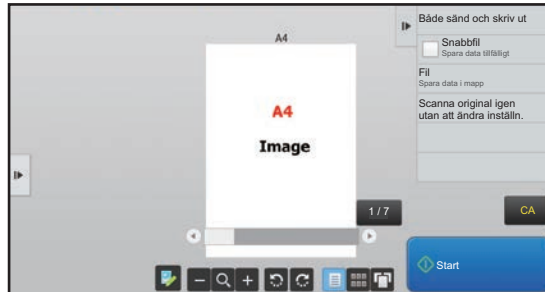 A4
A4
Image
1 / 7
Både sänd och skriv ut
Snabbfil
Spara data tillfälligt
Fil
Spara data i mapp
Scanna original igen
utan att ändra inställn.
CA
Start